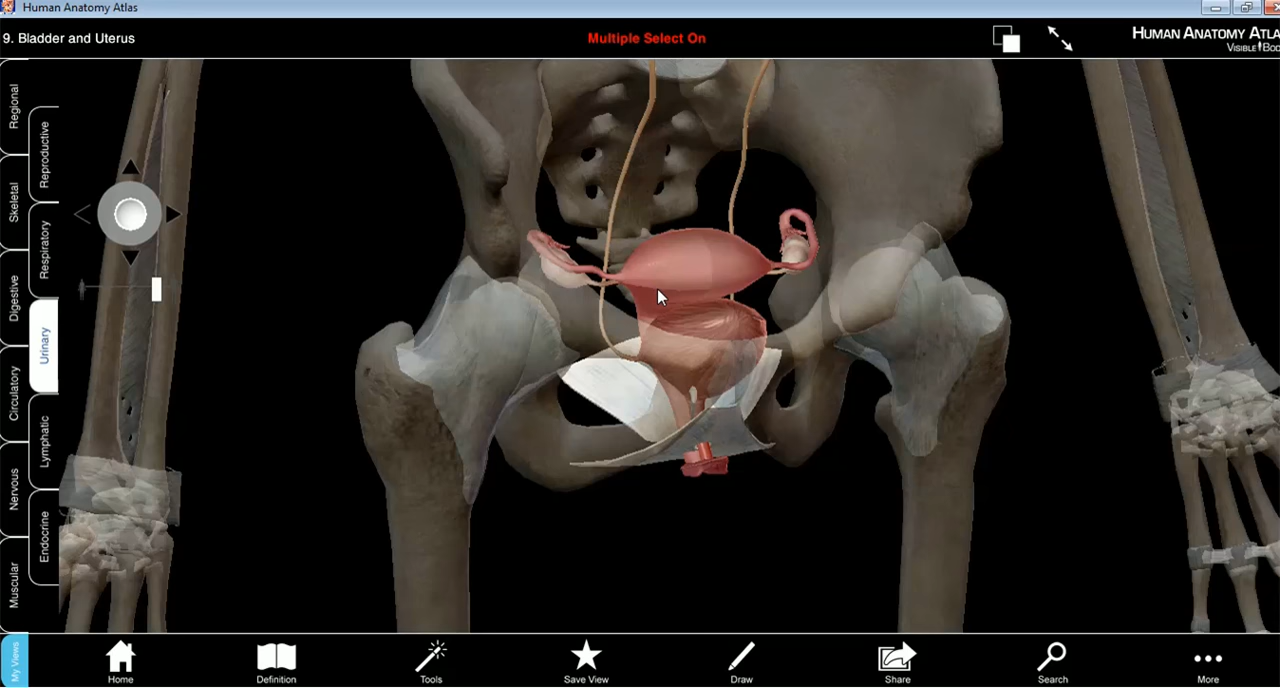 Human Anatomy Atlas
9. Bladder and Uterus
Multiple Select On
HUMAN ANATOMY
VISIBLE
Regional
Skeletal
Digestive
Circulatory
Nervous
Muscular
Reproductive
Respiratory
Urinary
Lymphatic
Endocrine
My Views
Home
Definition
Tools
Save View
Draw
Share
Search
More